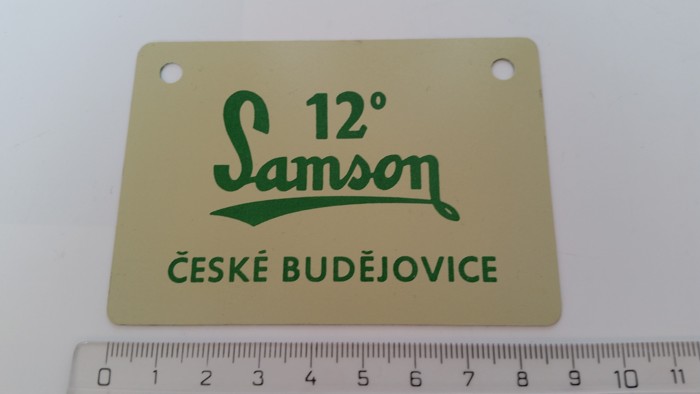 12°
Samson
ČESKÉ BUDĚJOVICE
0 1 2 3 4 5 6 7 8 9 10 11